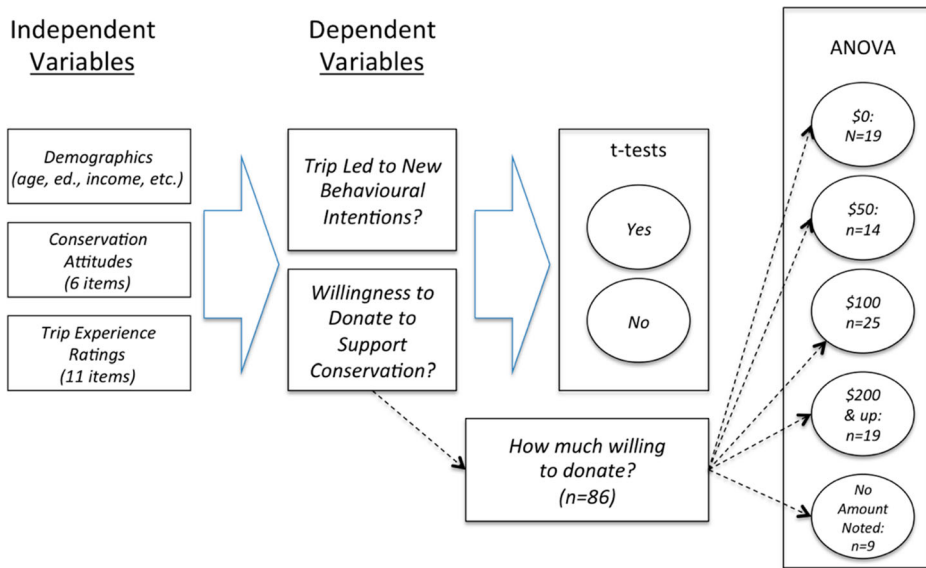 Independent
Variables
Demographics
(age, ed., income, etc.)
Conservation
Attitudes
(6 items)
Trip Experience
Ratings
(11 items)
Dependent
Variables
Trip Led to New
Behavioural
Intentions?
Willingness to
Donate to
Support
Conservation?
t-tests
Yes
No
How much willing
to donate?
(n=86)
ANOVA
$0:
N=19
$50:
n=14
$100
n=25
$200
& up:
n=19
No
Amount
Noted:
n=9